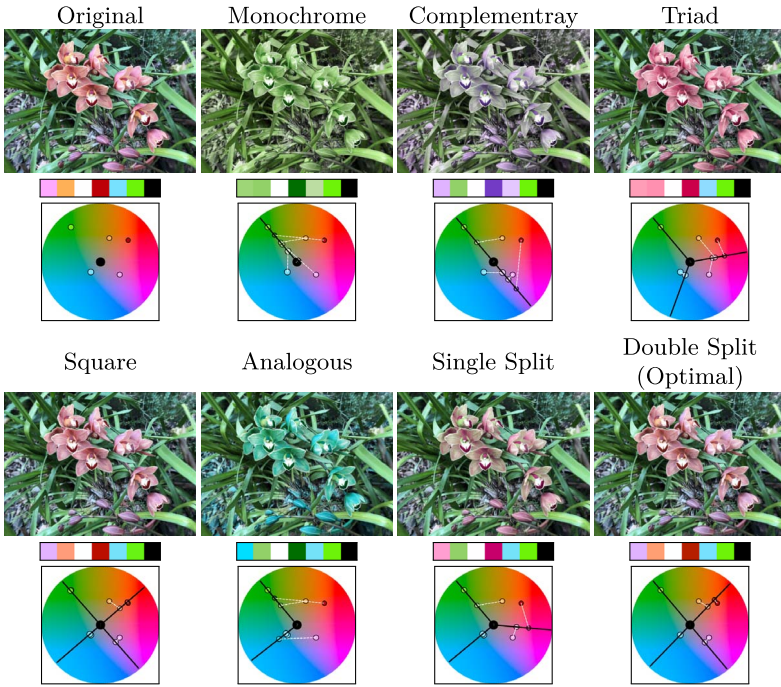 Original
Monochrome
Complementray
Triad
Square
Analogous
Single Split
Double Split
(Optimal)